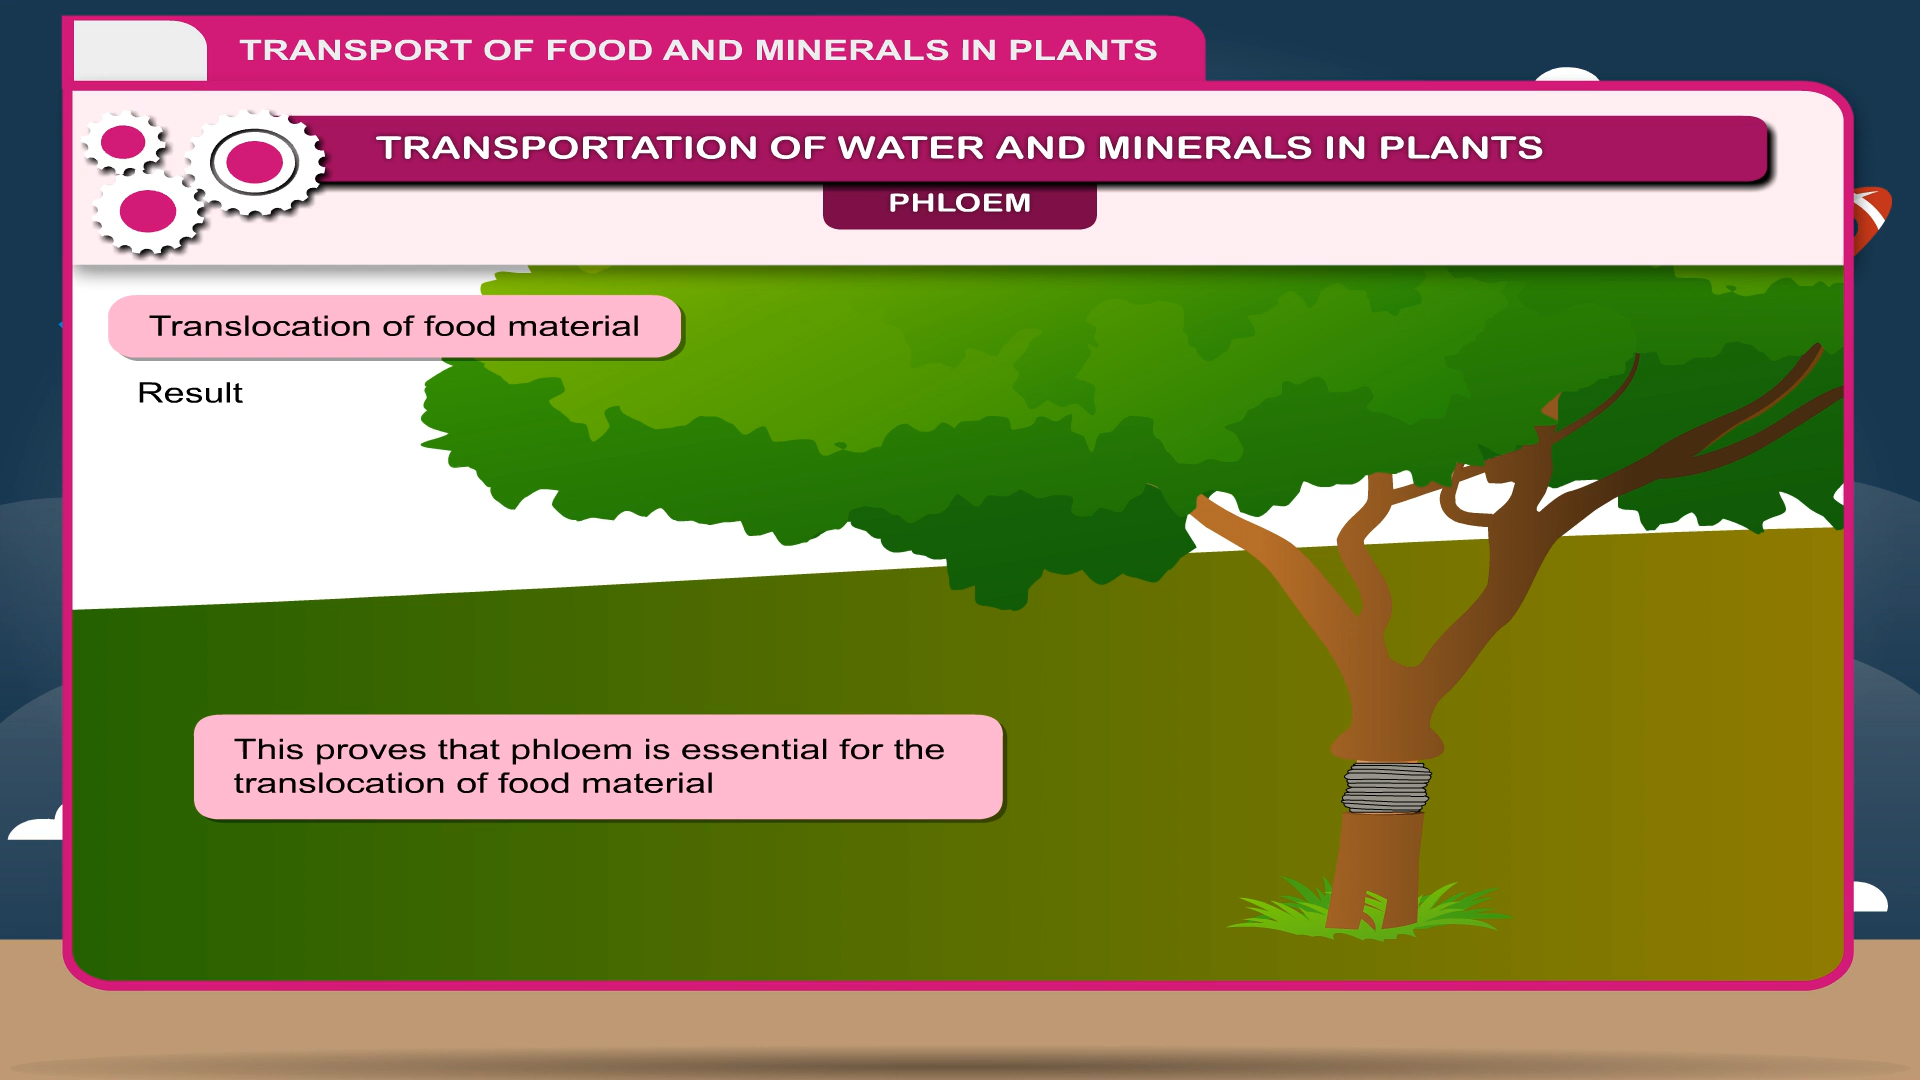 TRANSPORT OF FOOD AND MINERALS IN PLANTS
TRANSPORTATION OF WATER AND MINERALS IN PLANTS
PHLOEM
Translocation of food material
Result
This proves that phloem is essential for the
translocation of food material